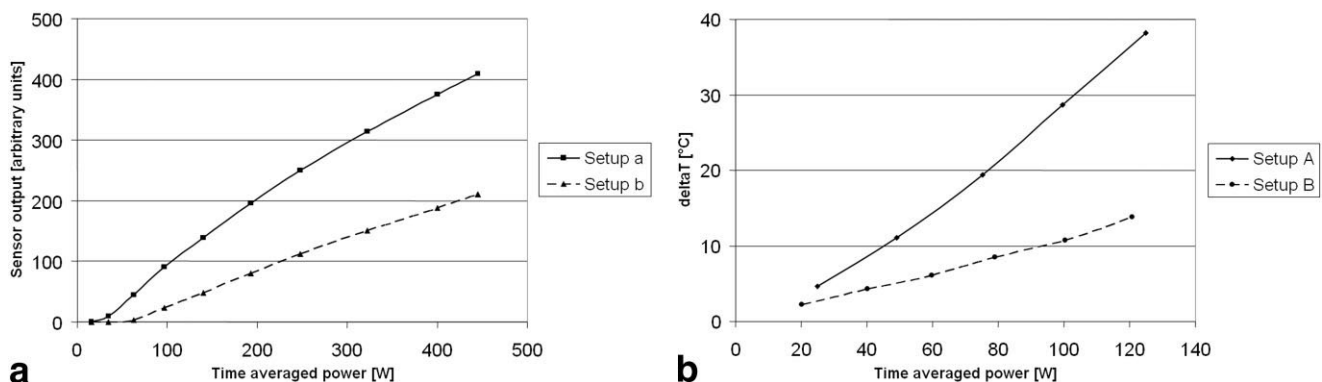 500
400
300
200
100
0
Sensor output [arbitrary units]
0 100 200 300 400 500
Time averaged power [W]
Setup a
Setup b
a
40
30
20
10
0
deltaT [°C]
0 20 40 60 80 100 120 140
Time averaged power [W]
Setup A
Setup B
b